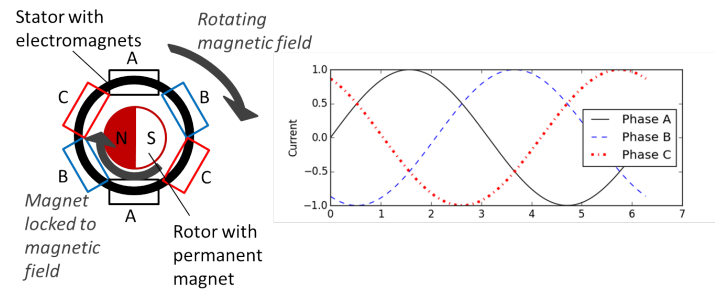 Stator with
electromagnets
Rotating
magnetic field
A
C
B
N
S
B
C
A
Magnet
locked to
magnetic
field
Rotor with
permanent
magnet
Current
1.0
0.5
0.0
−0.5
−1.0
0
1
2
3
4
5
6
7
Phase A
Phase B
Phase C